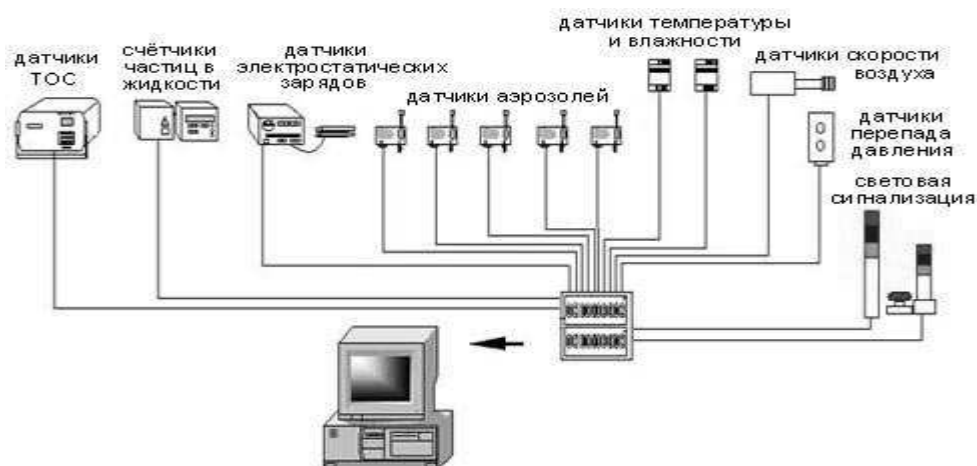 датчики
ТОС
счётчики
частиц в
жидкости
датчики
электростатических
зарядов
датчики аэрозолей
датчики температуры
и влажности
датчики скорости
воздуха
датчики
перепада
давления
световая
сигнализация